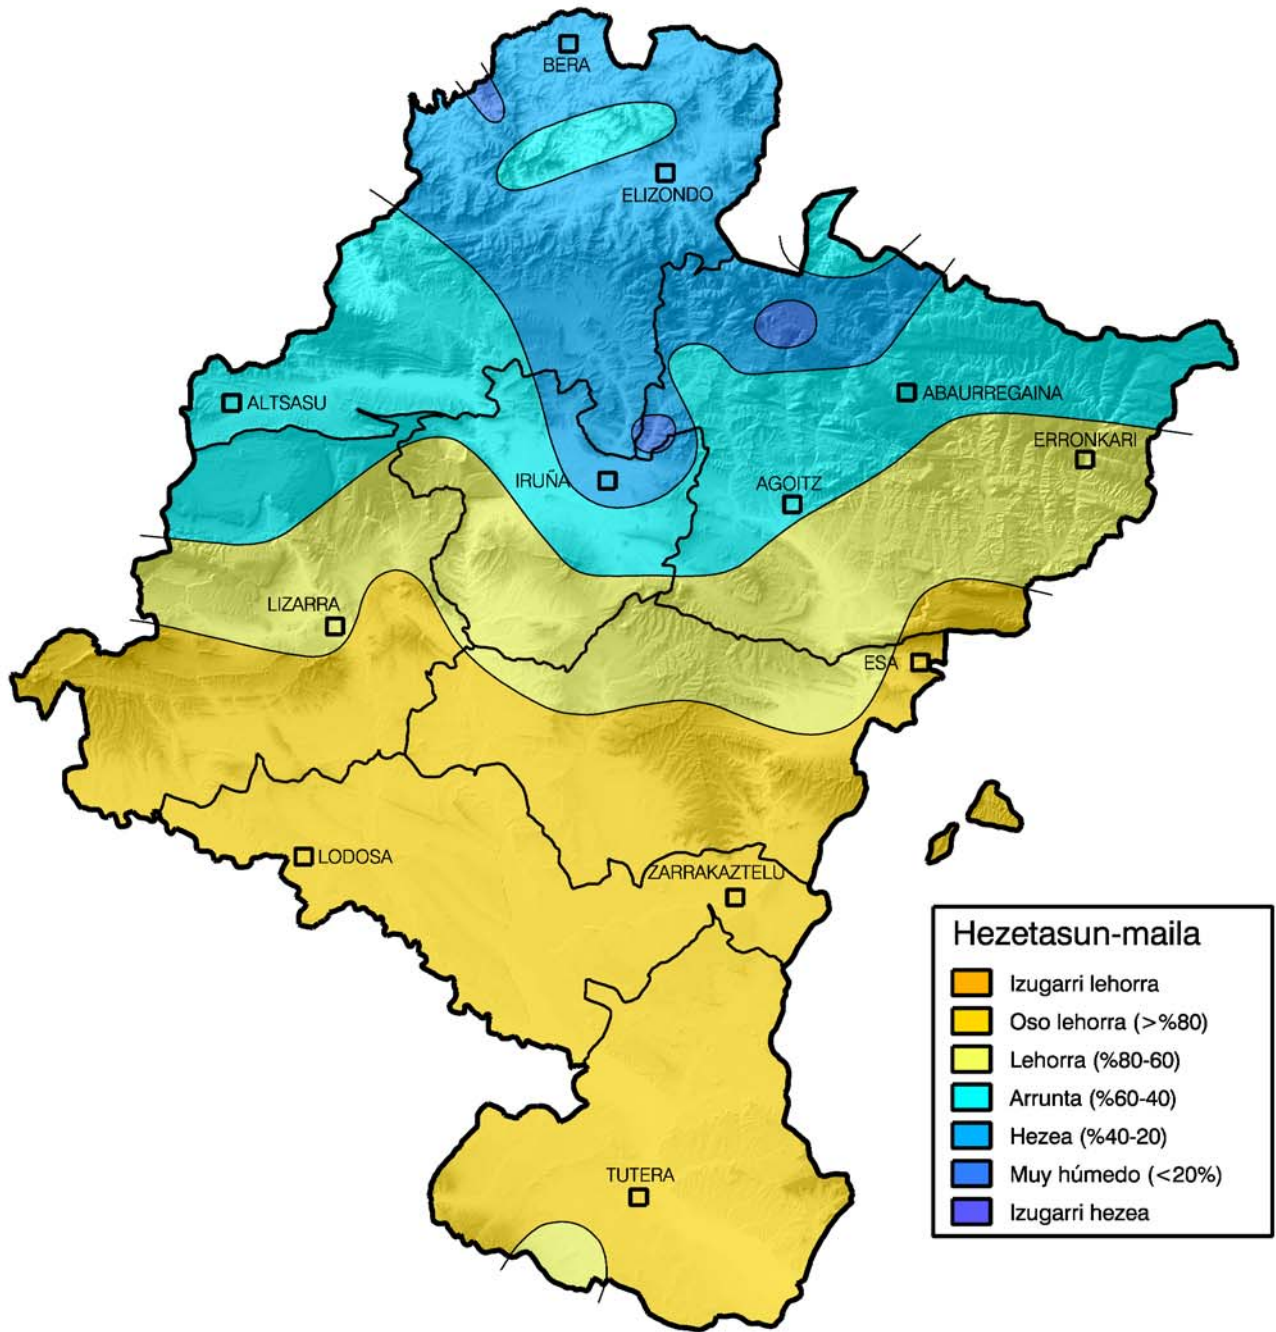 BERA
ELIZONDO
ALTSASU
ABAURREGAINA
ERRONKARI
IRUÑA
AGOITZ
LIZARRA
ESA
LODOSA
ZARRAKAZTELU
TUTERA
Hezetasun-maila
Izugarri lehorra
Oso lehorra (>%80)
Lehorra (%80-60)
Arrunta (%60-40)
Hezea (%40-20)
Muy húmedo (<20%)
Izugarri hezea